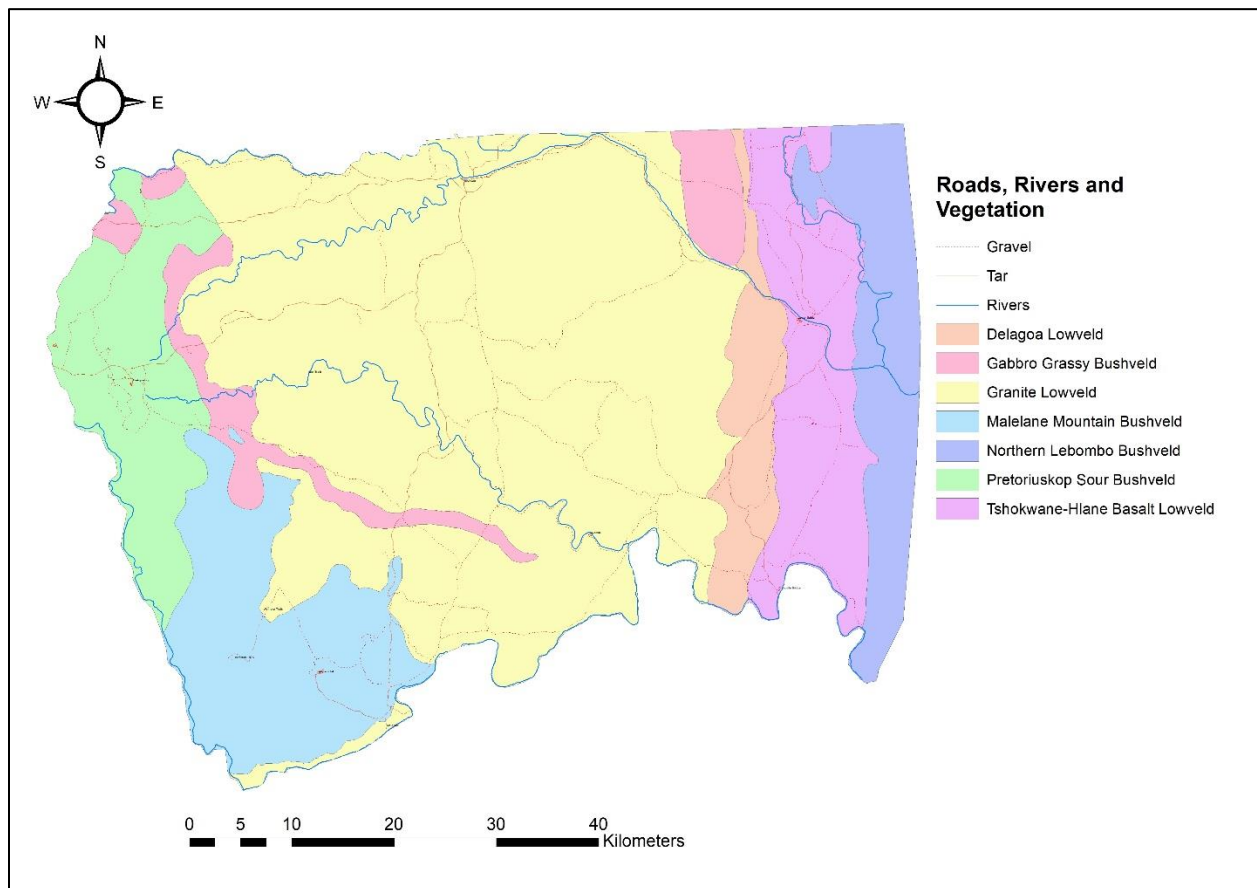 N
W E
S
Roads, Rivers and
Vegetation
Gravel
Tar
Rivers
Delagoa Lowveld
Gabbro Grassy Bushveld
Granite Lowveld
Malelane Mountain Bushveld
Northern Lebombo Bushveld
Pretoriuskop Sour Bushveld
Tshokwane-Hlane Basalt Lowveld
0 5 10 20 30 40
Kilometers